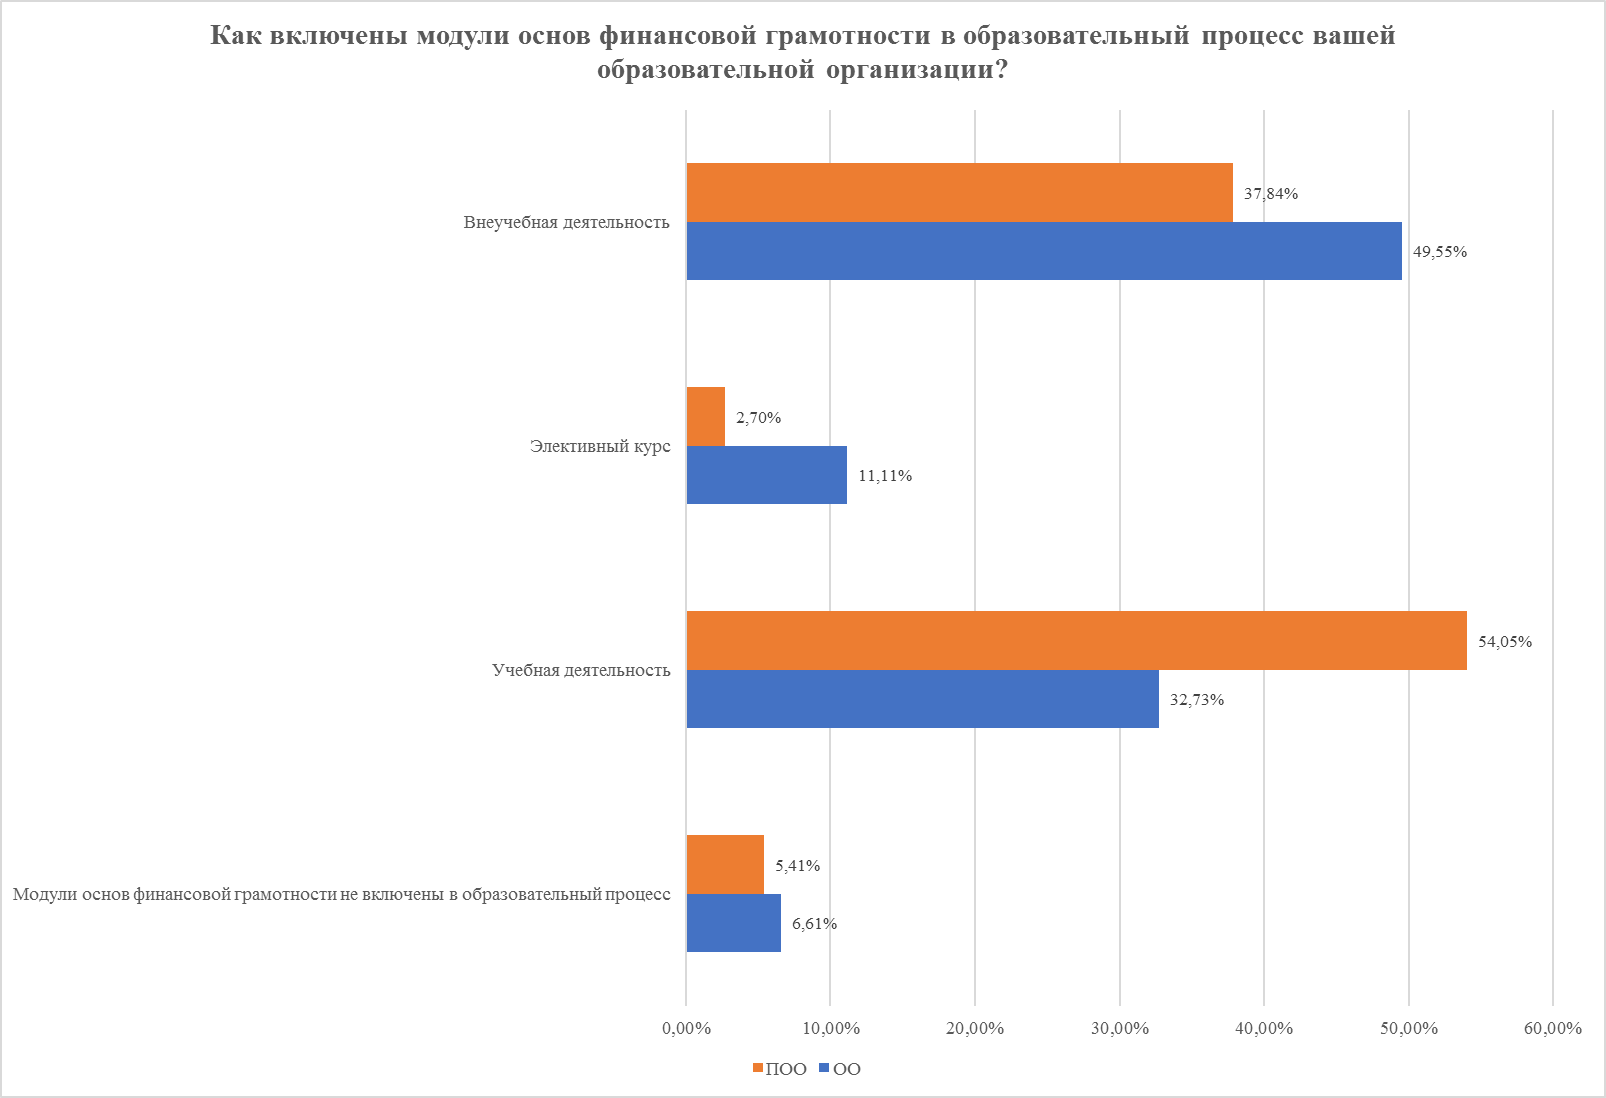 Как включены модули основ финансовой грамотности в образовательный процесс вашей
образовательной организации?
Внеучебная деятельность
37,84%
49,55%
Элективный курс
2,70%
11,11%
Учебная деятельность
54,05%
32,73%
Модули основ финансовой грамотности не включены в образовательный процесс
5,41%
6,61%
0,00% 10,00% 20,00% 30,00% 40,00% 50,00% 60,00%
ПОО ОО